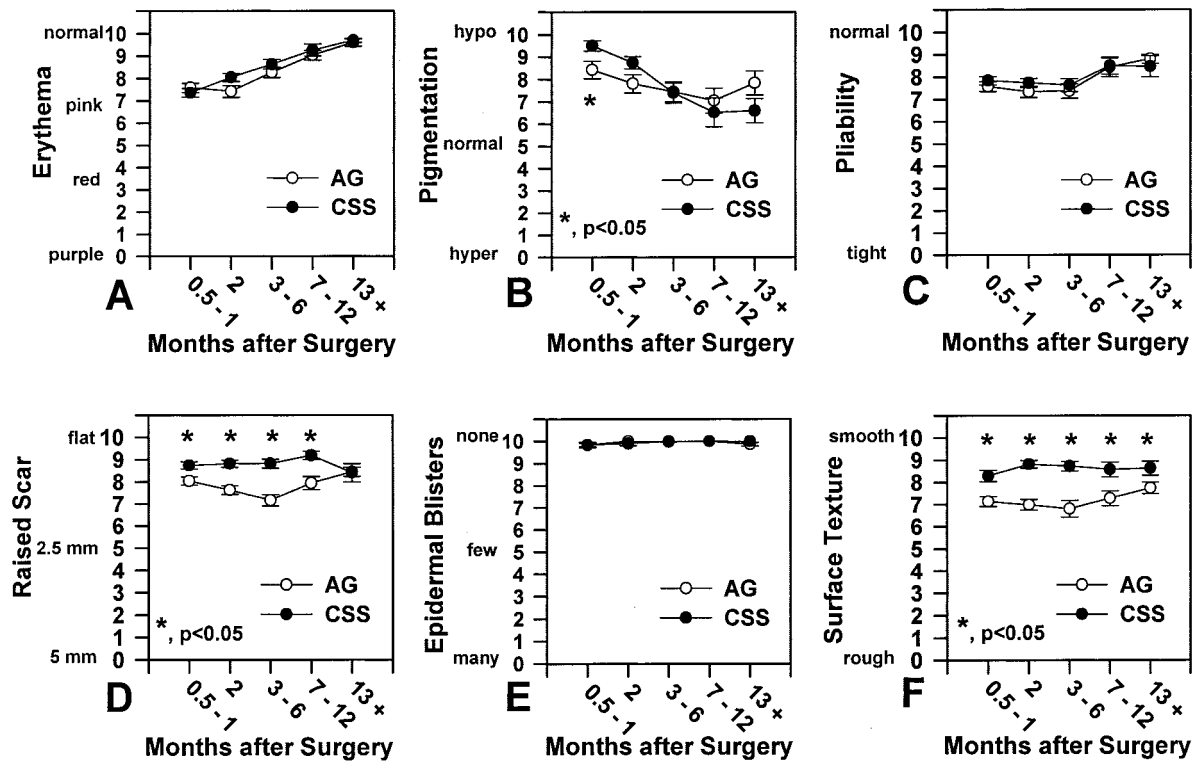 Erythema
normal 10
9
8
pink 7
6
5
4
red
3
2
1
purple 0
AG
CSS
A
0.5 - 1
2
3 - 6
7 - 12
13 +
Months after Surgery
Pigmentation
hypo 10
9
8
7
6
normal 5
4
3
2
1
hyper 0
*
AG
CSS
*, p<0.05
B
0.5 - 1
2
3 - 6
7 - 12
13 +
Months after Surgery
Pliability
normal 10
9
8
7
6
5
4
3
2
1
tight 0
AG
CSS
C
0.5 - 1
2
3 - 6
7 - 12
13 +
Months after Surgery
Raised Scar
flat 10
9
8
7
6
2.5 mm 5
4
3
2
1
5 mm 0
* * * *
AG
CSS
*, p<0.05
D
0.5 - 1
2
3 - 6
7 - 12
13 +
Months after Surgery
Epidermal Blisters
none 10
9
8
7
6
few 5
4
3
2
1
many 0
AG
CSS
E
0.5 - 1
2
3 - 6
7 - 12
13 +
Months after Surgery
Surface Texture
smooth 10
9
8
7
6
5
4
3
2
1
rough 0
* * * * *
AG
CSS
*, p<0.05
F
0.5 - 1
2
3 - 6
7 - 12
13 +
Months after Surgery